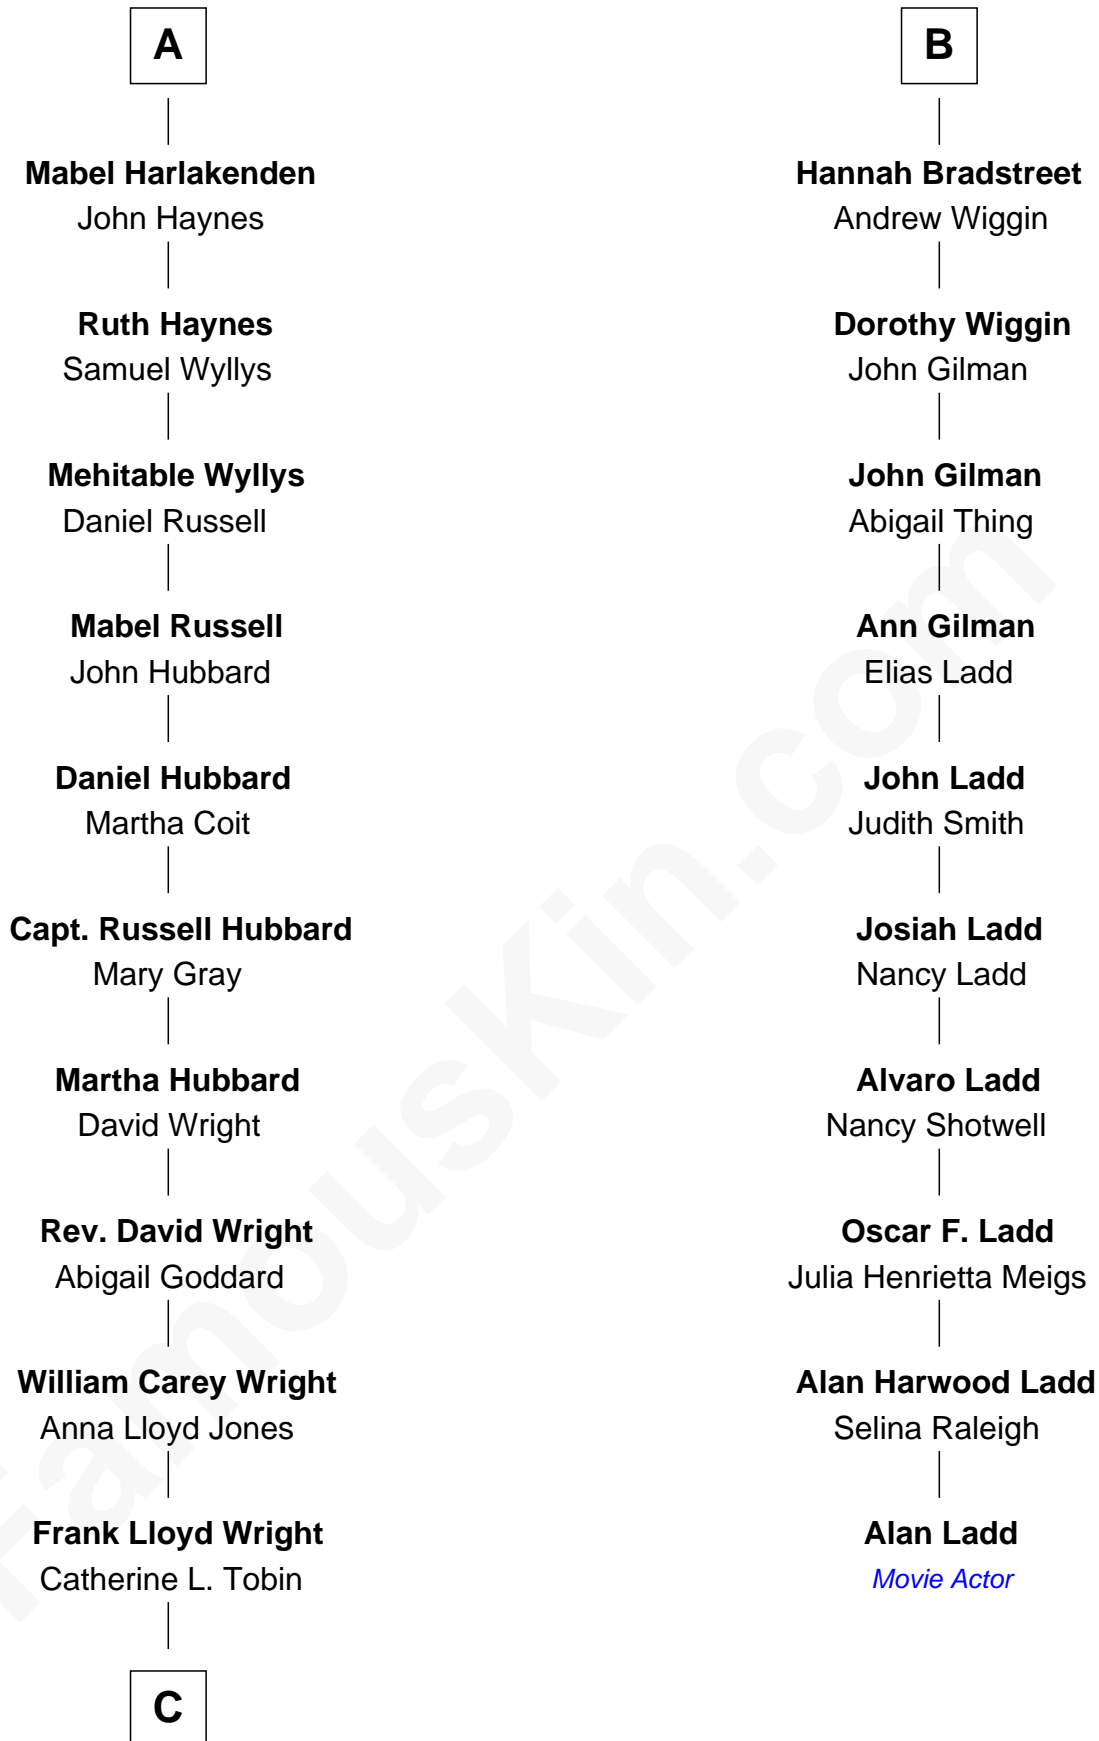 A
Mabel Harlakenden
John Haynes
Ruth Haynes
Samuel Wyllys
Mehitable Wyllys
Daniel Russell
Mabel Russell
John Hubbard
Daniel Hubbard
Martha Coit
Capt. Russell Hubbard
Mary Gray
Martha Hubbard
David Wright
Rev. David Wright
Abigail Goddard
William Carey Wright
Anna Lloyd Jones
Frank Lloyd Wright
Catherine L. Tobin
C
B
Hannah Bradstreet
Andrew Wiggin
Dorothy Wiggin
John Gilman
John Gilman
Abigail Thing
Ann Gilman
Elias Ladd
John Ladd
Judith Smith
Josiah Ladd
Nancy Ladd
Alvaro Ladd
Nancy Shotwell
Oscar F. Ladd
Julia Henrietta Meigs
Alan Harwood Ladd
Selina Raleigh
Alan Ladd
Movie Actor
FamousKin.com